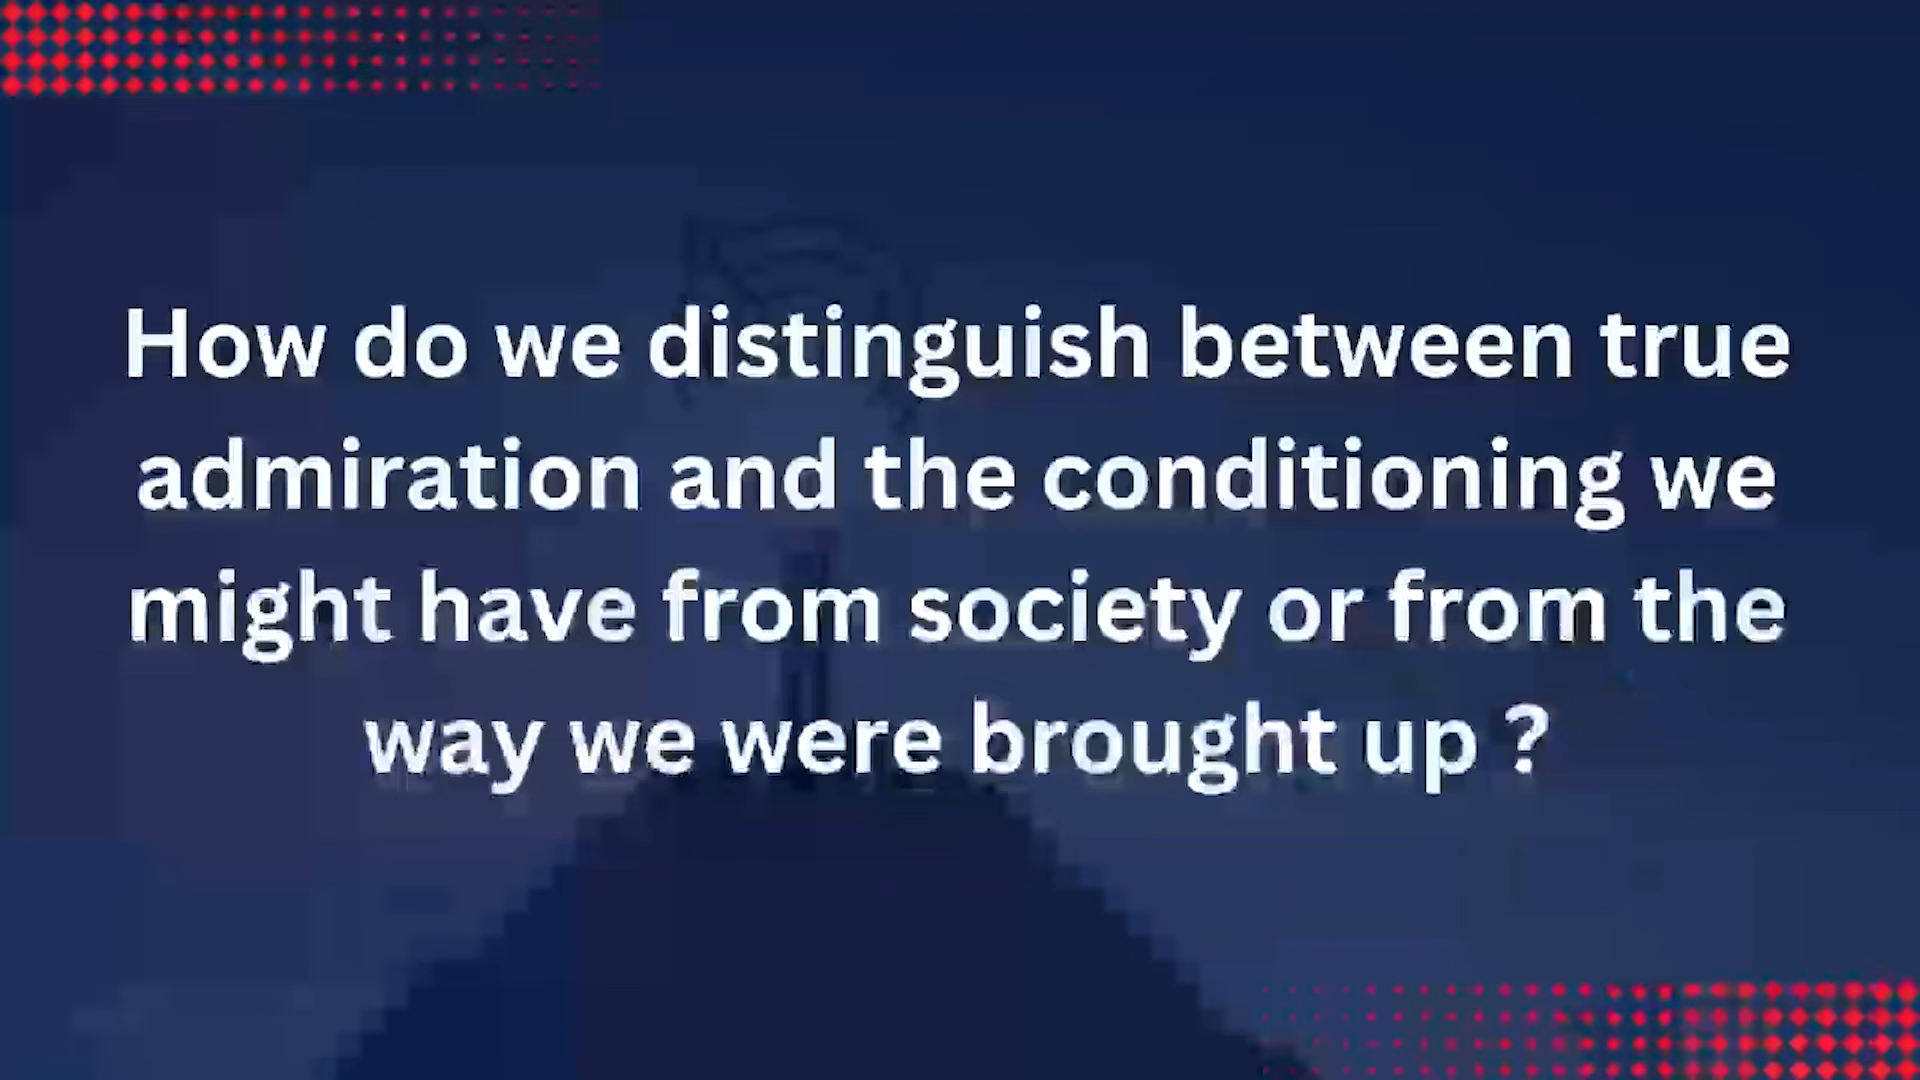 How do we distinguish between true
admiration and the conditioning we
might have from society or from the
way we were brought up ?